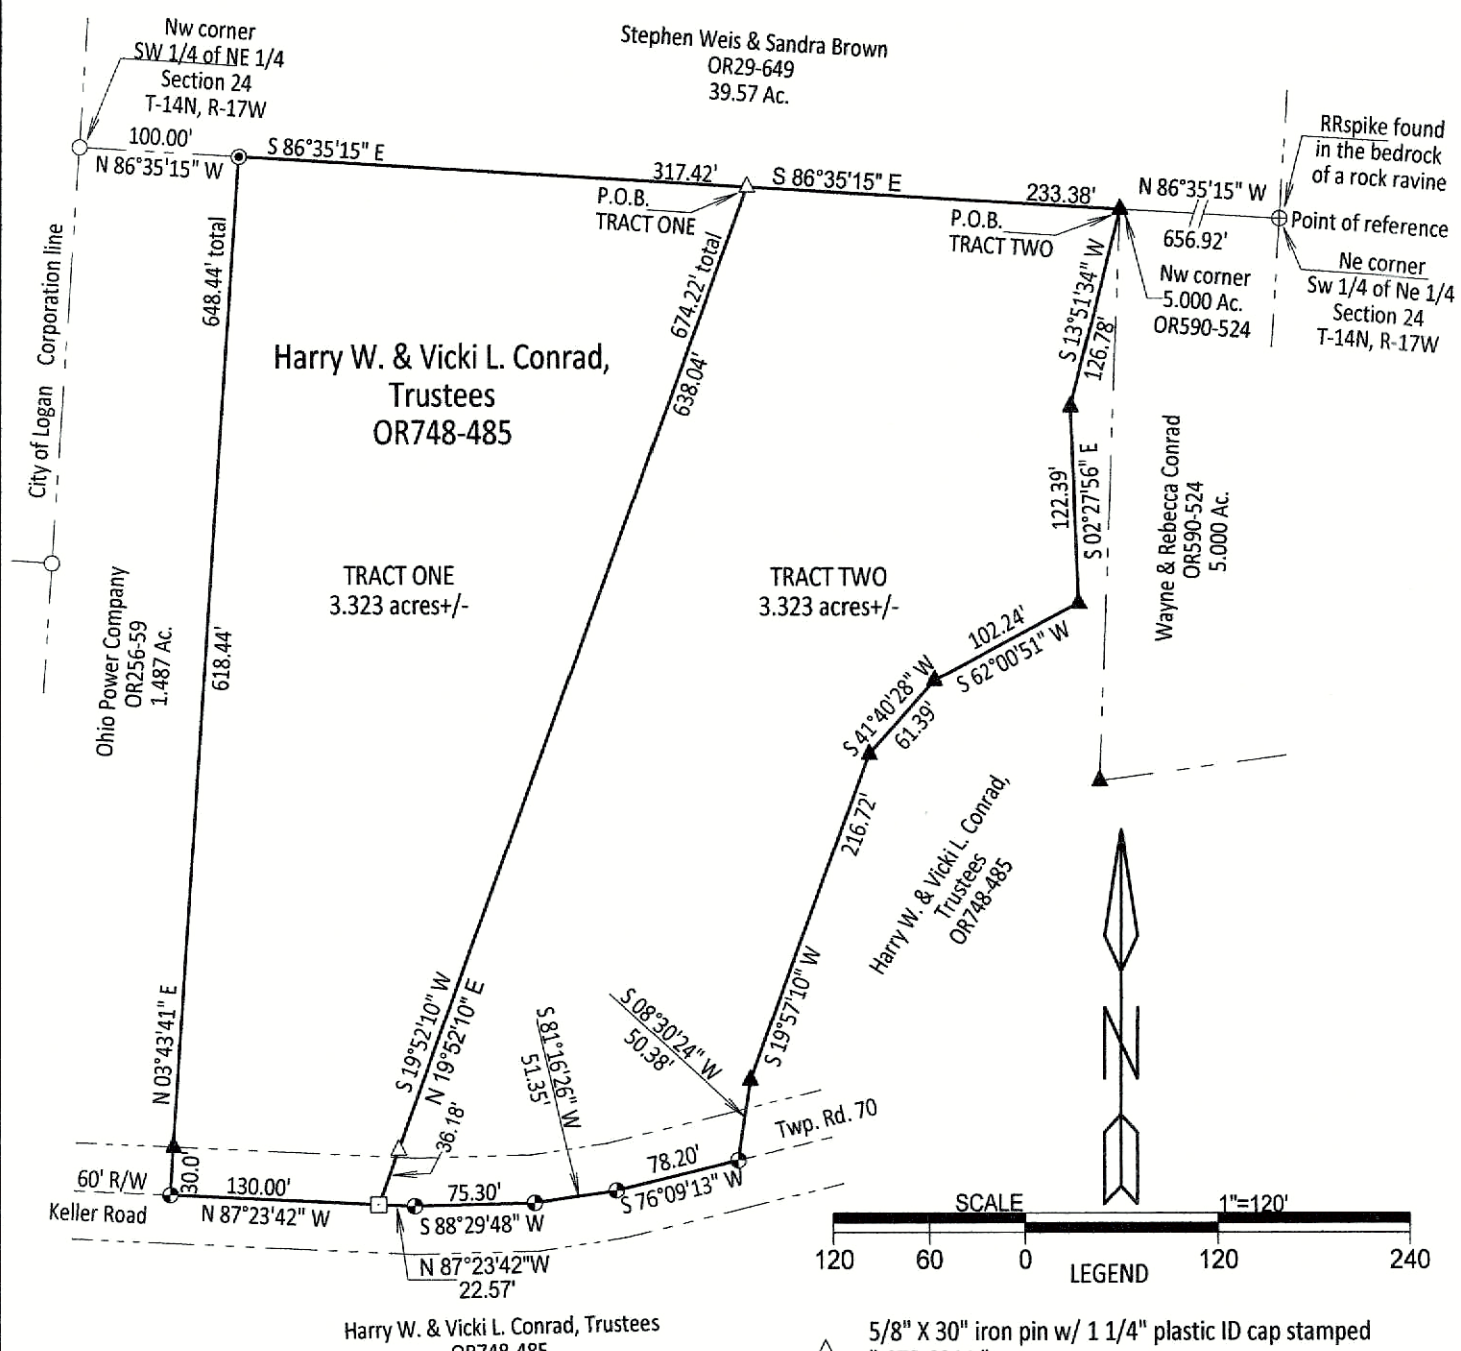 Nw corner
SW 1/4 of NE 1/4
Section 24
T-14N, R-17W
Stephen Weis & Sandra Brown
OR29-649
39.57 Ac.
RRspike found
in the bedrock
of a rock ravine
100.00'
N 86°35'15" W
S 86°35'15" E
317.42'
S 86°35'15" E
233.38'
N 86°35'15" W
656.92'
Point of reference
P.O.B.
TRACT ONE
P.O.B.
TRACT TWO
Nw corner
5.000 Ac.
OR590-524
Ne corner
Sw 1/4 of Ne 1/4
Section 24
T-14N, R-17W
City of Logan Corporation line
648.44' total
618.44'
N 03°43'41" E
30.0'
Ohio Power Company
OR256-59
1.487 Ac.
Harry W. & Vicki L. Conrad,
Trustees
OR748-485
674.22' total
638.04'
S 19°52'10" W
N 19°52'10" E
36.18'
TRACT ONE
3.323 acres+/-
TRACT TWO
3.323 acres+/-
S 13°51'34" W
126.78'
122.39'
S 02°27'56" E
102.24'
S 62°00'51" W
S 41°40'28" W
61.39'
216.72'
S 19°57'10" W
Wayne & Rebecca Conrad
OR590-524
5.000 Ac.
Harry W. & Vicki L. Conrad,
Trustees
OR748-485
S 08°30'24" W
50.38'
S 81°16'26" W
51.35'
Twp. Rd. 70
60' R/W
Keller Road
130.00'
N 87°23'42" W
75.30'
S 88°29'48" W
78.20'
S 76°09'13" W
N 87°23'42"W
22.57'
N
SCALE 1"=120'
120 60 0 120 240
LEGEND
Harry W. & Vicki L. Conrad, Trustees
OR748-485
5/8" X 30" iron pin w/ 1 1/4" plastic ID cap stamped